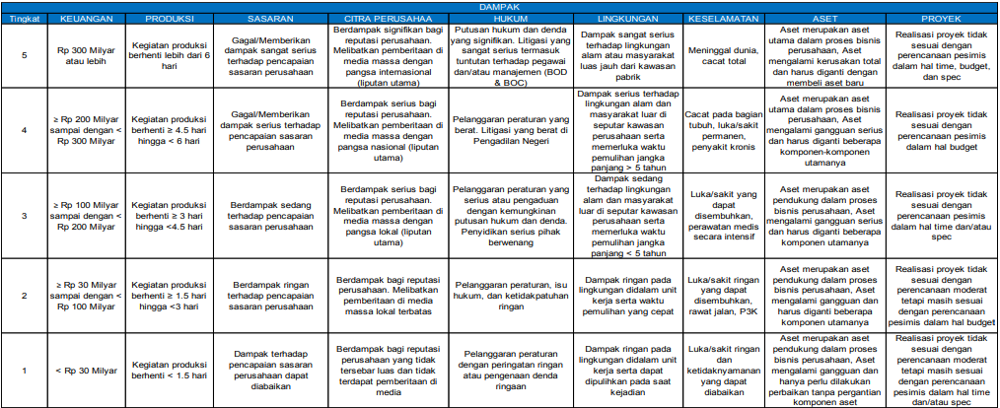 DAMPAK
Tingkat KEUANGAN PRODUKSI SASARAN CITRA PERUSAHAA HUKUM LINGKUNGAN KESELAMATAN ASET PROYEK
5
Rp 300 Milyar
atau lebih
Kegiatan produksi
berhenti lebih dari 6
hari
Gagal/Memberikan
dampak sangat serius
terhadap pencapaian
sasaran perusahaan
Berdampak signifikan bagi
reputasi perusahaan.
Melibatkan pemberitaan di
media massa dengan
pangsa internasional
(liputan utama)
Putusan hukum dan denda
yang signifikan. Litigasi yang
sangat serius termasuk
tuntutan terhadap pegawai
dan/atau manajemen (BOD
& BOC)
Dampak sangat serius
terhadap lingkungan
alam atau masyarakat
luas jauh dari kawasan
pabrik
Meninggal dunia,
cacat total
Aset merupakan aset
utama dalam proses bisnis
perusahaan, Aset
mengalami kerusakan total
dan harus diganti dengan
membeli aset baru
Realisasi proyek tidak
sesuai dengan
perencanaan pesimis
dalam hal time, budget,
dan spec
4
≥ Rp 200 Milyar
sampai dengan <
Rp 300 Milyar
Kegiatan produksi
berhenti ≥ 4.5 hari
hingga < 6 hari
Gagal/Memberikan
dampak serius terhadap
pencapaian sasaran
perusahaan
Berdampak serius bagi
reputasi perusahaan.
Melibatkan pemberitaan di
media massa dengan
pangsa nasional (liputan
utama)
Pelanggaran peraturan yang
berat. Litigasi yang berat di
Pengadilan Negeri
Dampak serius terhadap
lingkungan alam dan
masyarakat luar di
seputar kawasan
perusahaan serta
memerluka waktu
pemulihan jangka
panjang > 5 tahun
Cacat pada bagian
tubuh, luka/sakit
permanen,
penyakit kronis
Aset merupakan aset
utama dalam proses bisnis
perusahaan, Aset
mengalami gangguan serius
dan harus diganti beberapa
komponen-komponen
utamanya
Realisasi proyek tidak
sesuai dengan
perencanaan pesimis
dalam hal budget
3
≥ Rp 100 Milyar
sampai dengan <
Rp 200 Milyar
Kegiatan produksi
berhenti ≥ 3 hari
hingga <4.5 hari
Berdampak sedang
terhadap pencapaian
sasaran perusahaan
Berdampak serius bagi
reputasi perusahaan.
Melibatkan pemberitaan di
media massa dengan
pangsa lokal (liputan
utama)
Pelanggaran peraturan yang
serius atau pengaduan
dengan kemungkinan
putusan hukum dan denda.
Penyidikan serius pihak
berwenang
Dampak sedang
terhadap lingkungan
alam dan masyarakat
luar di seputar kawasan
perusahaan serta
memerluka waktu
pemulihan jangka
panjang < 5 tahun
Luka/sakit yang
dapat
disembuhkan,
perawatan medis
secara intensif
Aset merupakan aset
pendukung dalam proses
bisnis perusahaan, Aset
mengalami gangguan serius
dan harus diganti beberapa
komponen utamanya
Realisasi proyek tidak
sesuai dengan
perencanaan pesimis
dalam hal time dan/atau
spec
2
≥ Rp 30 Milyar
sampai dengan <
Rp 100 Milyar
Kegiatan produksi
berhenti ≥ 1.5 hari
hingga <3 hari
Berdampak ringan
terhadap pencapaian
sasaran perusahaan
Berdampak bagi reputasi
perusahaan. Melibatkan
pemberitaan di media
massa lokal terbatas
Pelanggaran peraturan, isu
hukum, dan ketidakpatuhan
ringan
Dampak ringan pada
lingkungan didalam unit
kerja serta waktu
pemulihan yang cepat
Luka/sakit ringan
yang dapat
disembuhkan,
rawat jalan, P3K
Aset merupakan aset
pendukung dalam proses
bisnis perusahaan, Aset
mengalami gangguan dan
harus diganti beberapa
komponen utamanya
Realisasi proyek tidak
sesuai dengan
perencanaan moderat
tetapi masih sesuai
dengan perencanaan
pesimis dalam hal budget
1
< Rp 30 Milyar
Kegiatan produksi
berhenti < 1.5 hari
Dampak terhadap
pencapaian sasaran
perusahaan dapat
diabaikan
Berdampak bagi reputasi
perusahaan yang tidak
tersebar luas dan tidak
terdapat pemberitaan di
media
Pelanggaran peraturan
dengan peringatan ringan
atau pengenaan denda
ringaan
Dampak ringan pada
lingkungan didalam unit
kerja serta dapat
dipulihkan pada saat
kejadian
Luka/sakit ringan
dan
ketidaknyamanan
yang dapat
diabaikan
Aset merupakan aset
pendukung dalam proses
bisnis perusahaan, Aset
mengalami gangguan dan
hanya perlu dilakukan
perbaikan tanpa pergantian
komponen aset
Realisasi proyek tidak
sesuai dengan
perencanaan moderat
tetapi masih sesuai
dengan perencanaan
pesimis dalam hal time
dan/atau spec